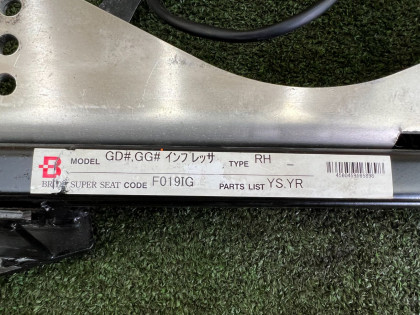 MODEL GD#,GG# インプレッサ TYPE RH –
SUPER SEAT CODE F019IG PARTS LIST YS,YR